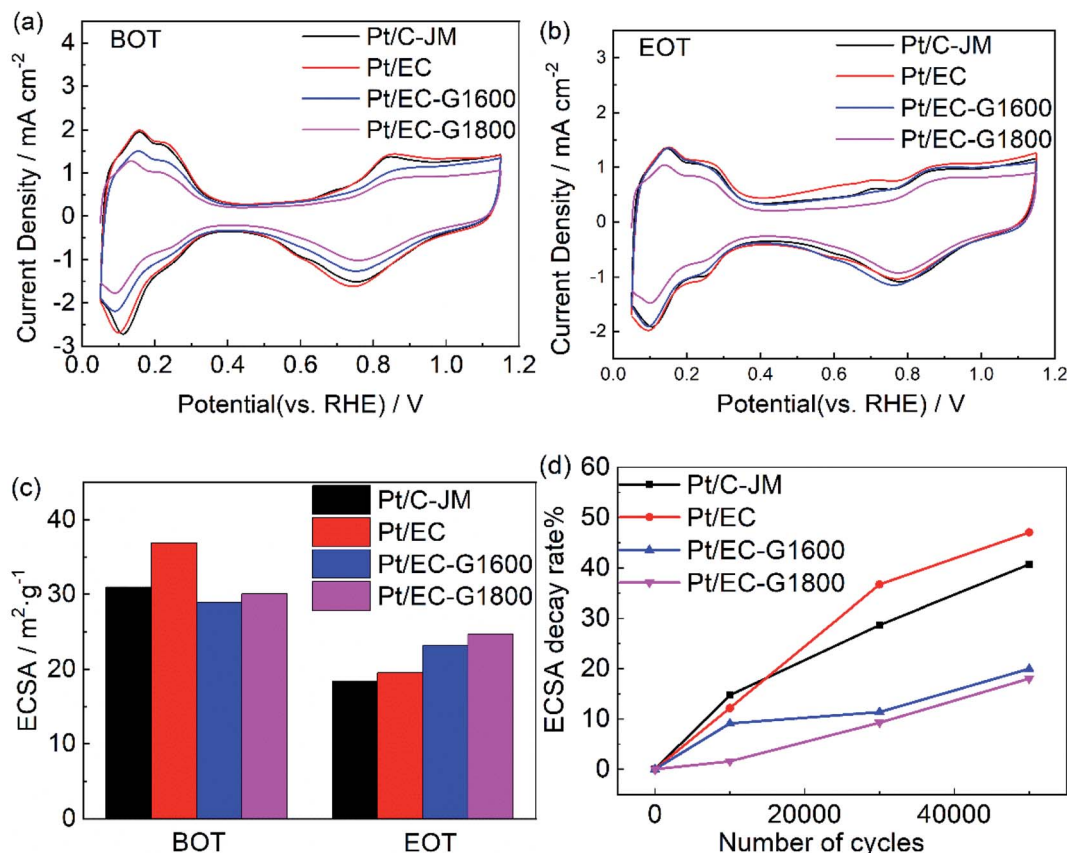 (a)
BOT
Pt/C-JM
Pt/EC
Pt/EC-G1600
Pt/EC-G1800
4
3
2
1
0
-1
-2
-3
Current Density / mA cm-2
0.0
0.2
0.4
0.6
0.8
1.0
1.2
Potential(vs. RHE) / V
(b)
EOT
Pt/C-JM
Pt/EC
Pt/EC-G1600
Pt/EC-G1800
3
2
1
0
-1
-2
Current Density / mA cm-2
0.0
0.2
0.4
0.6
0.8
1.0
1.2
Potential(vs. RHE) / V
(c)
Pt/C-JM
Pt/EC
Pt/EC-G1600
Pt/EC-G1800
40
30
20
10
0
ECSA / m2·g-1
BOT
EOT
(d)
Pt/C-JM
Pt/EC
Pt/EC-G1600
Pt/EC-G1800
60
50
40
30
20
10
0
ECSA decay rate%
0
20000
40000
Number of cycles